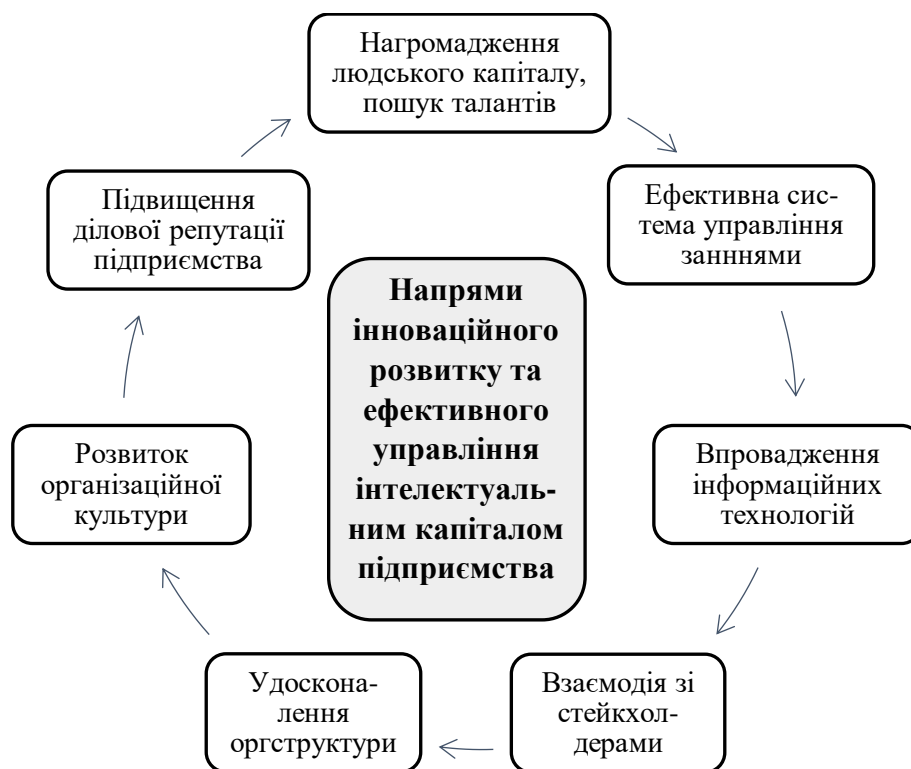 Нагромадження
людського капіталу,
пошук талантів
Ефективна сис-
тема управління
занннями
Впровадження
інформаційних
технологій
Взаємодія зі
стейкхол-
дерами
Удоскона-
лення
оргструктури
Розвиток
організаційної
культури
Підвищення
ділової репутації
підприємства
Напрями
інноваційного
розвитку та
ефективного
управління
інтелектуаль-
ним капіталом
підприємства